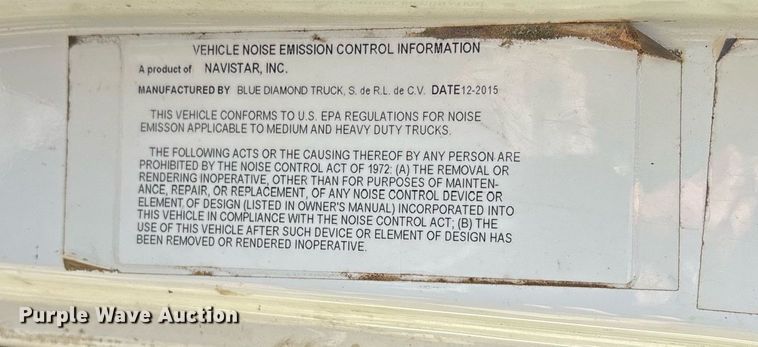 VEHICLE NOISE EMISSION CONTROL INFORMATION
A product of NAVISTAR, INC.
MANUFACTURED BY BLUE DIAMOND TRUCK, S. de R.L. de C.V. DATE12-2015
THIS VEHICLE CONFORMS TO U.S. EPA REGULATIONS FOR NOISE
EMISSON APPLICABLE TO MEDIUM AND HEAVY DUTY TRUCKS.
THE FOLLOWING ACTS OR THE CAUSING THEREOF BY ANY PERSON ARE
PROHIBITED BY THE NOISE CONTROL ACT OF 1972: (A) THE REMOVAL OR
RENDERING INOPERATIVE, OTHER THAN FOR PURPOSES OF MAINTEN-
ANCE, REPAIR, OR REPLACEMENT, OF ANY NOISE CONTROL DEVICE OR
ELEMENT OF DESIGN (LISTED IN OWNER'S MANUAL) INCORPORATED INTO
THIS VEHICLE IN COMPLIANCE WITH THE NOISE CONTROL ACT; (B) THE
USE OF THIS VEHICLE AFTER SUCH DEVICE OR ELEMENT OF DESIGN HAS
BEEN REMOVED OR RENDERED INOPERATIVE.
Purple Wave Auction